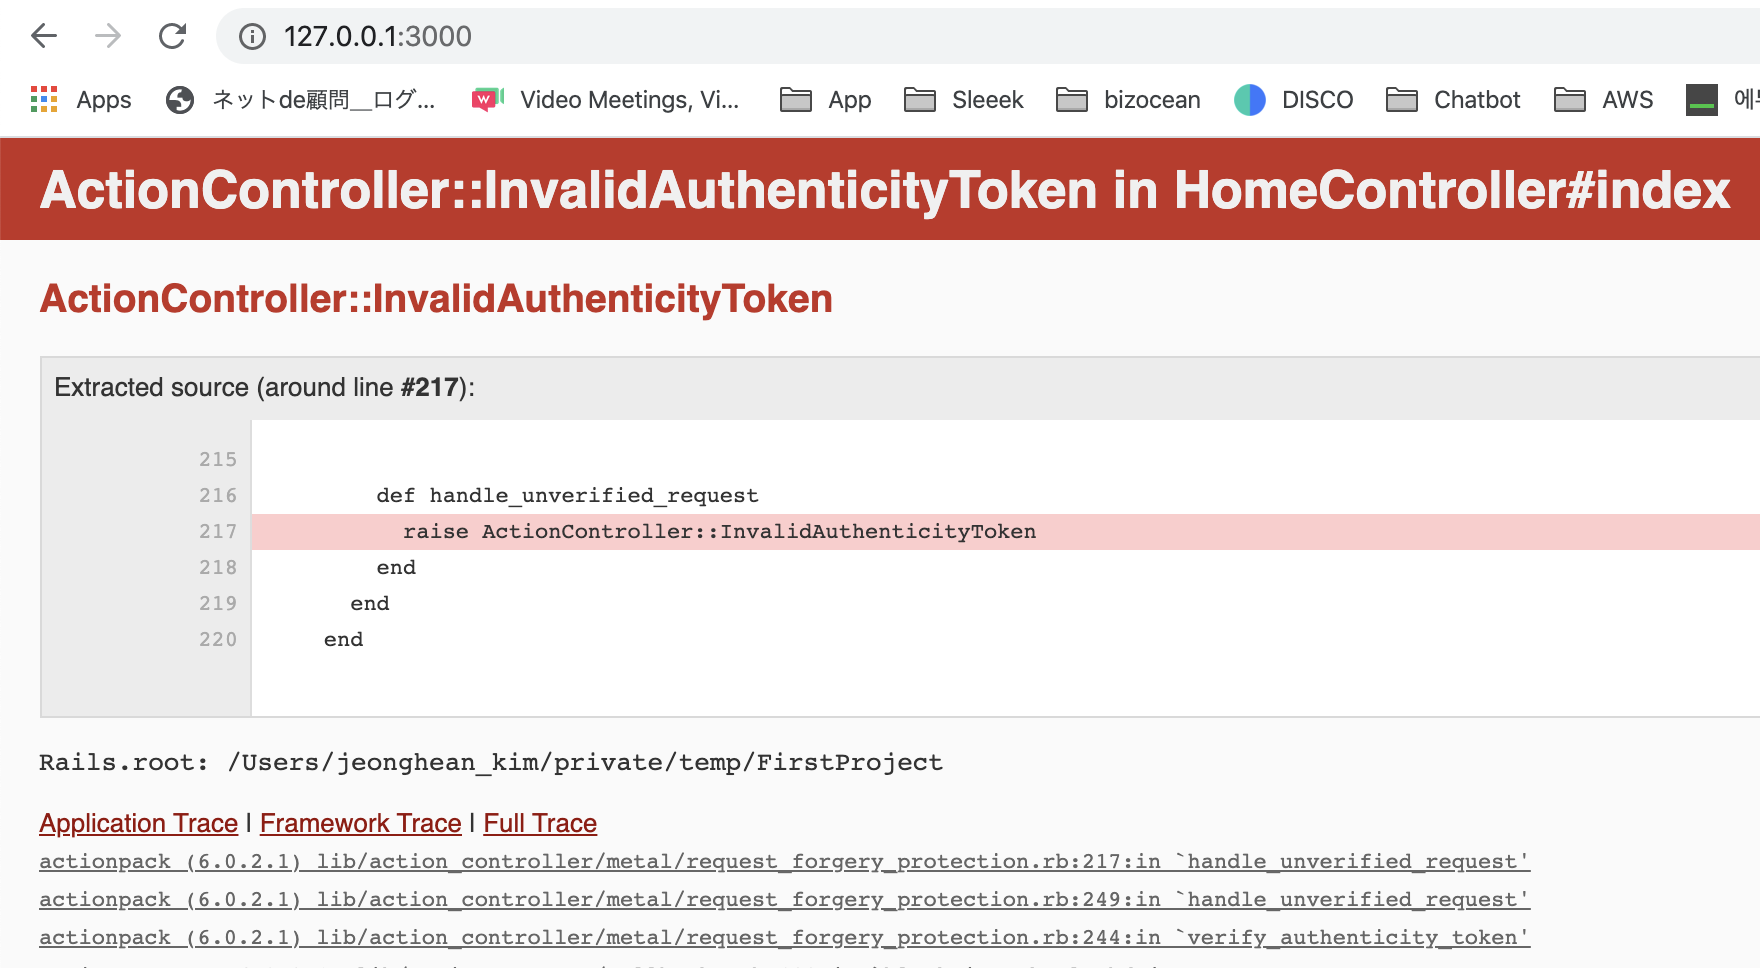 127.0.0.1:3000
Apps ネットde顧問__ログ... Video Meetings, Vi... App Sleeek bizocean DISCO Chatbot AWS
ActionController::InvalidAuthenticityToken in HomeController#index
ActionController::InvalidAuthenticityToken
Extracted source (around line #217):
215
216 def handle_unverified_request
217 raise ActionController::InvalidAuthenticityToken
218 end
219 end
220 end
Rails.root: /Users/jeonghean_kim/private/temp/FirstProject
Application Trace | Framework Trace | Full Trace
actionpack (6.0.2.1) lib/action_controller/metal/request_forgery_protection.rb:217:in `handle_unverified_request'
actionpack (6.0.2.1) lib/action_controller/metal/request_forgery_protection.rb:249:in `handle_unverified_request'
actionpack (6.0.2.1) lib/action_controller/metal/request_forgery_protection.rb:244:in `verify_authenticity_token'